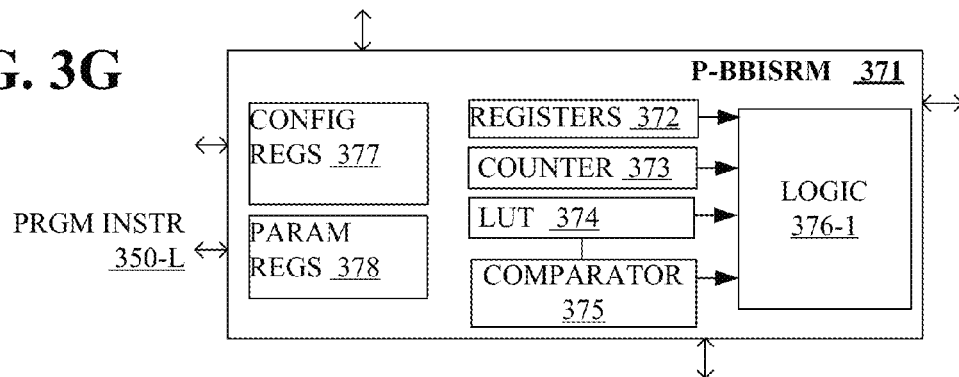 G. 3G
P-BBISRM 371
CONFIG
REGS 377
REGISTERS 372
COUNTER 373
LUT 374
COMPARATOR
375
LOGIC
376-1
PRGM INSTR
350-L
PARAM
REGS 378